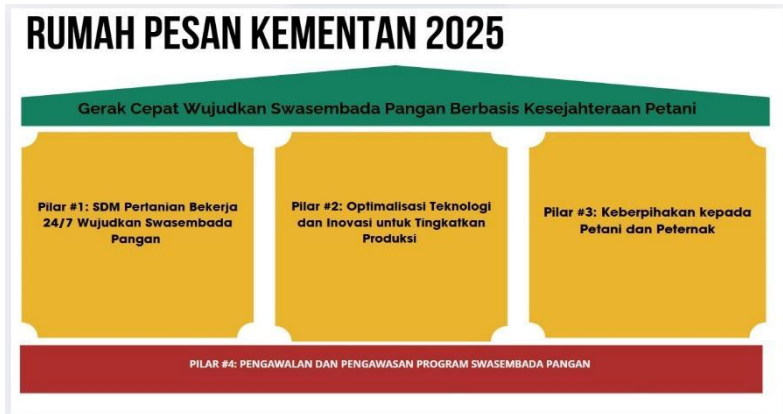 RUMAH PESAN KEMENTAN 2025
Gerak Cepat Wujudkan Swasembada Pangan Berbasis Kesejahteraan Petani
Pilar #1: SDM Pertanian Bekerja
24/7 Wujudkan Swasembada
Pangan
Pilar #2: Optimalisasi Teknologi
dan Inovasi untuk Tingkatkan
Produksi
Pilar #3: Keberpihakan kepada
Petani dan Peternak
PILAR #4: PENGAWALAN DAN PENGAWASAN PROGRAM SWASEMBADA PANGAN